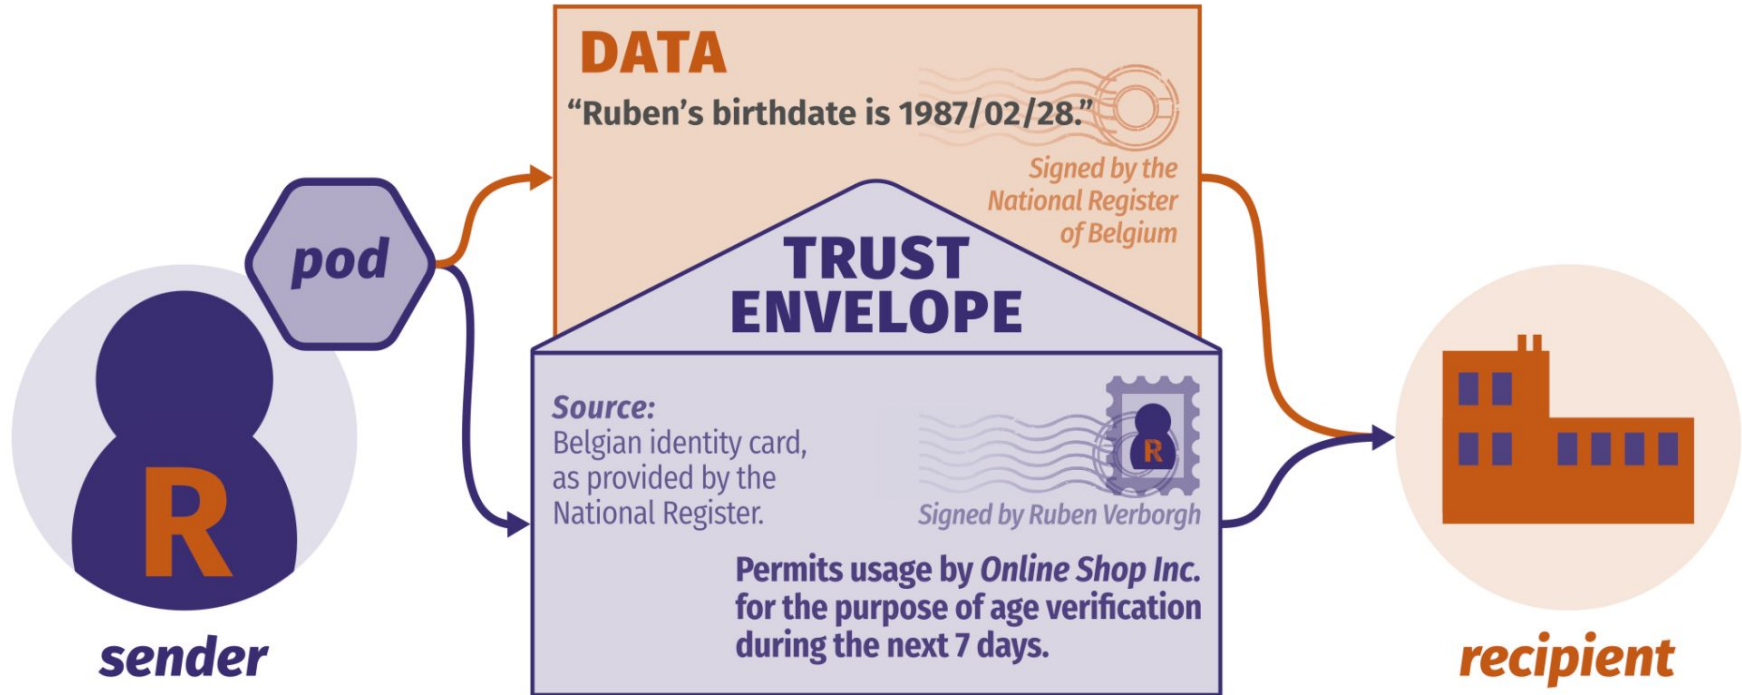 DATA
“Ruben’s birthdate is 1987/02/28.”
Signed by the
National Register
of Belgium
pod
TRUST
ENVELOPE
Source:
Belgian identity card,
as provided by the
National Register.
R
Signed by Ruben Verborgh
Permits usage by Online Shop Inc.
for the purpose of age verification
during the next 7 days.
R
sender
recipient